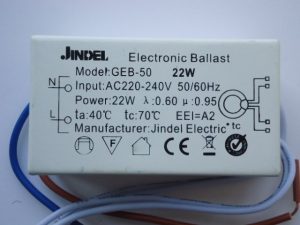 JINDEL Electronic Ballast
Model:GEB-50 22W
N Input:AC220-240V 50/60Hz
Power:22W λ:0.60 μ:0.95
L ta:40℃ tc:70℃ EEI=A2
Manufacturer:Jindel Electric tc
F CE